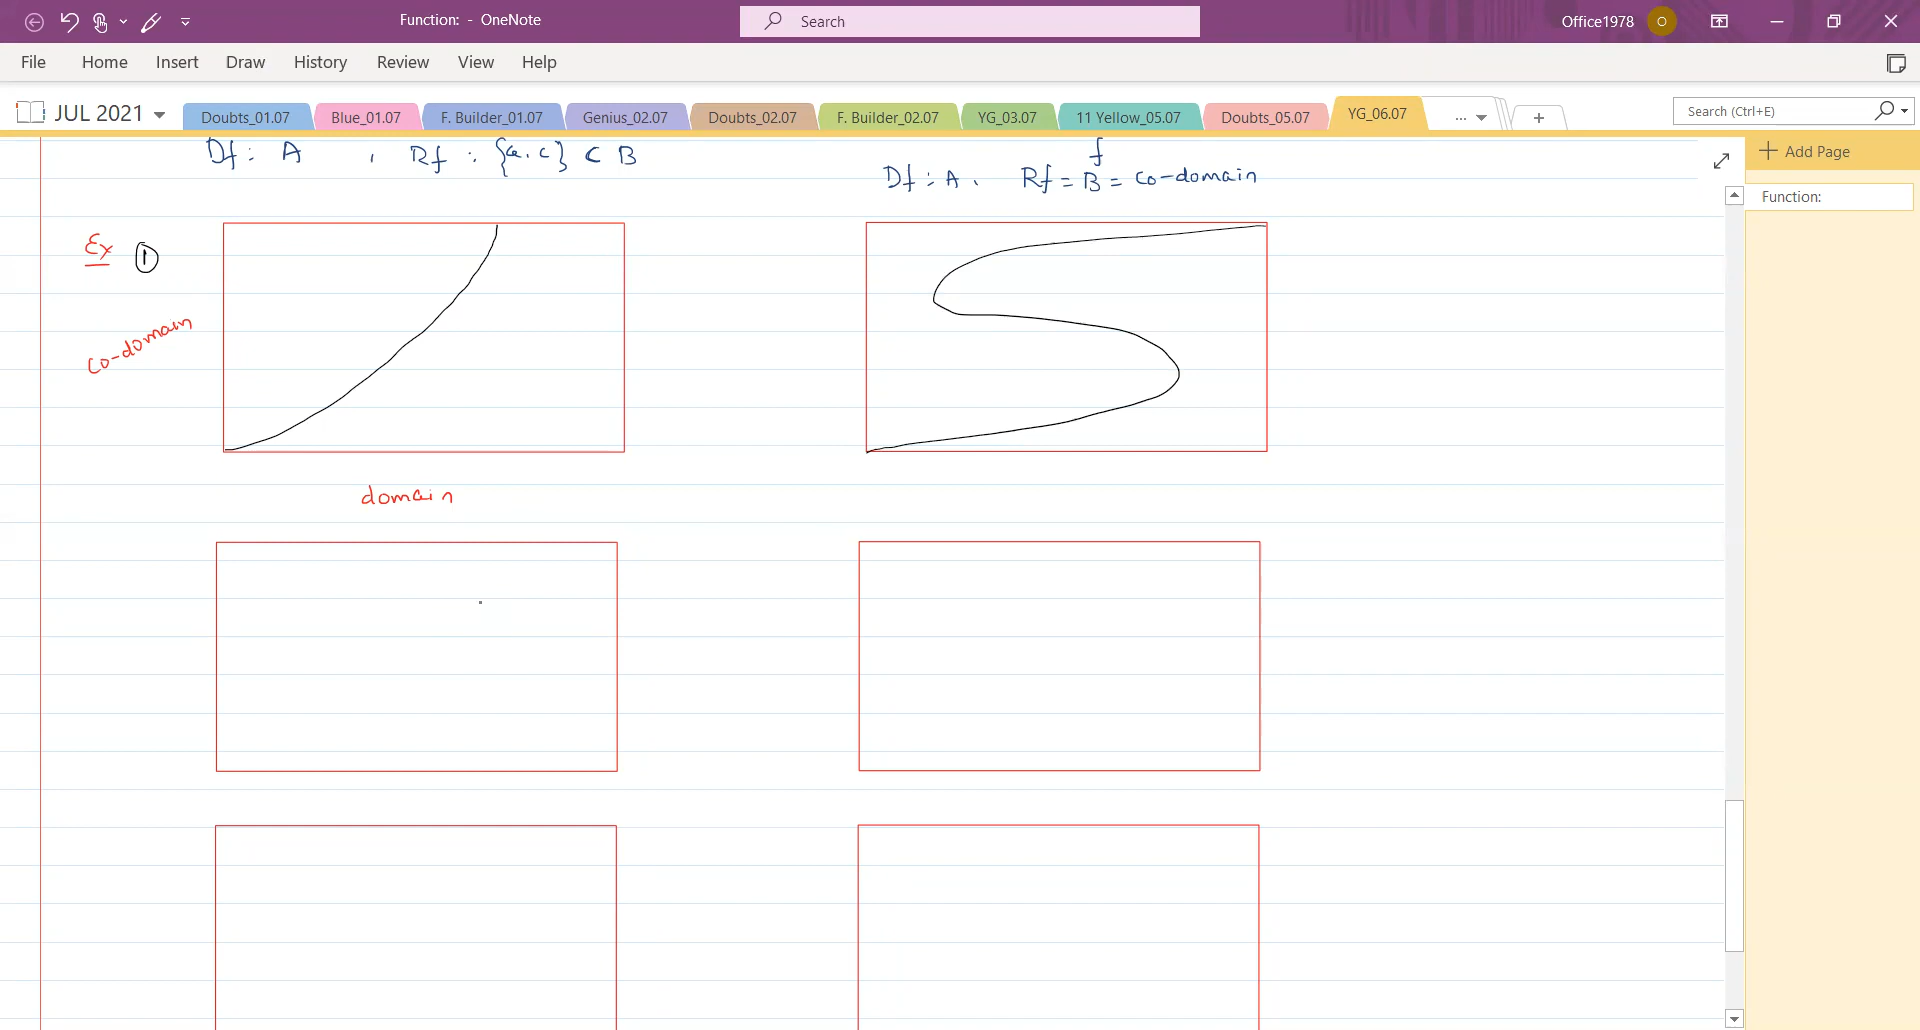 Function: - OneNote
Search
Office1978
O
File Home Insert Draw History Review View Help
JUL 2021
Doubts_01.07 Blue_01.07 F. Builder_01.07 Genius_02.07 Doubts_02.07 F. Builder_02.07 YG_03.07 11 Yellow_05.07 Doubts_05.07 YG_06.07 ... +
Search (Ctrl+E)
Add Page
Function:
Df : A , Rf : {a, c} ⊂ B
f
Df : A , Rf = B = co-domain
Ex ①
co-domain
domain